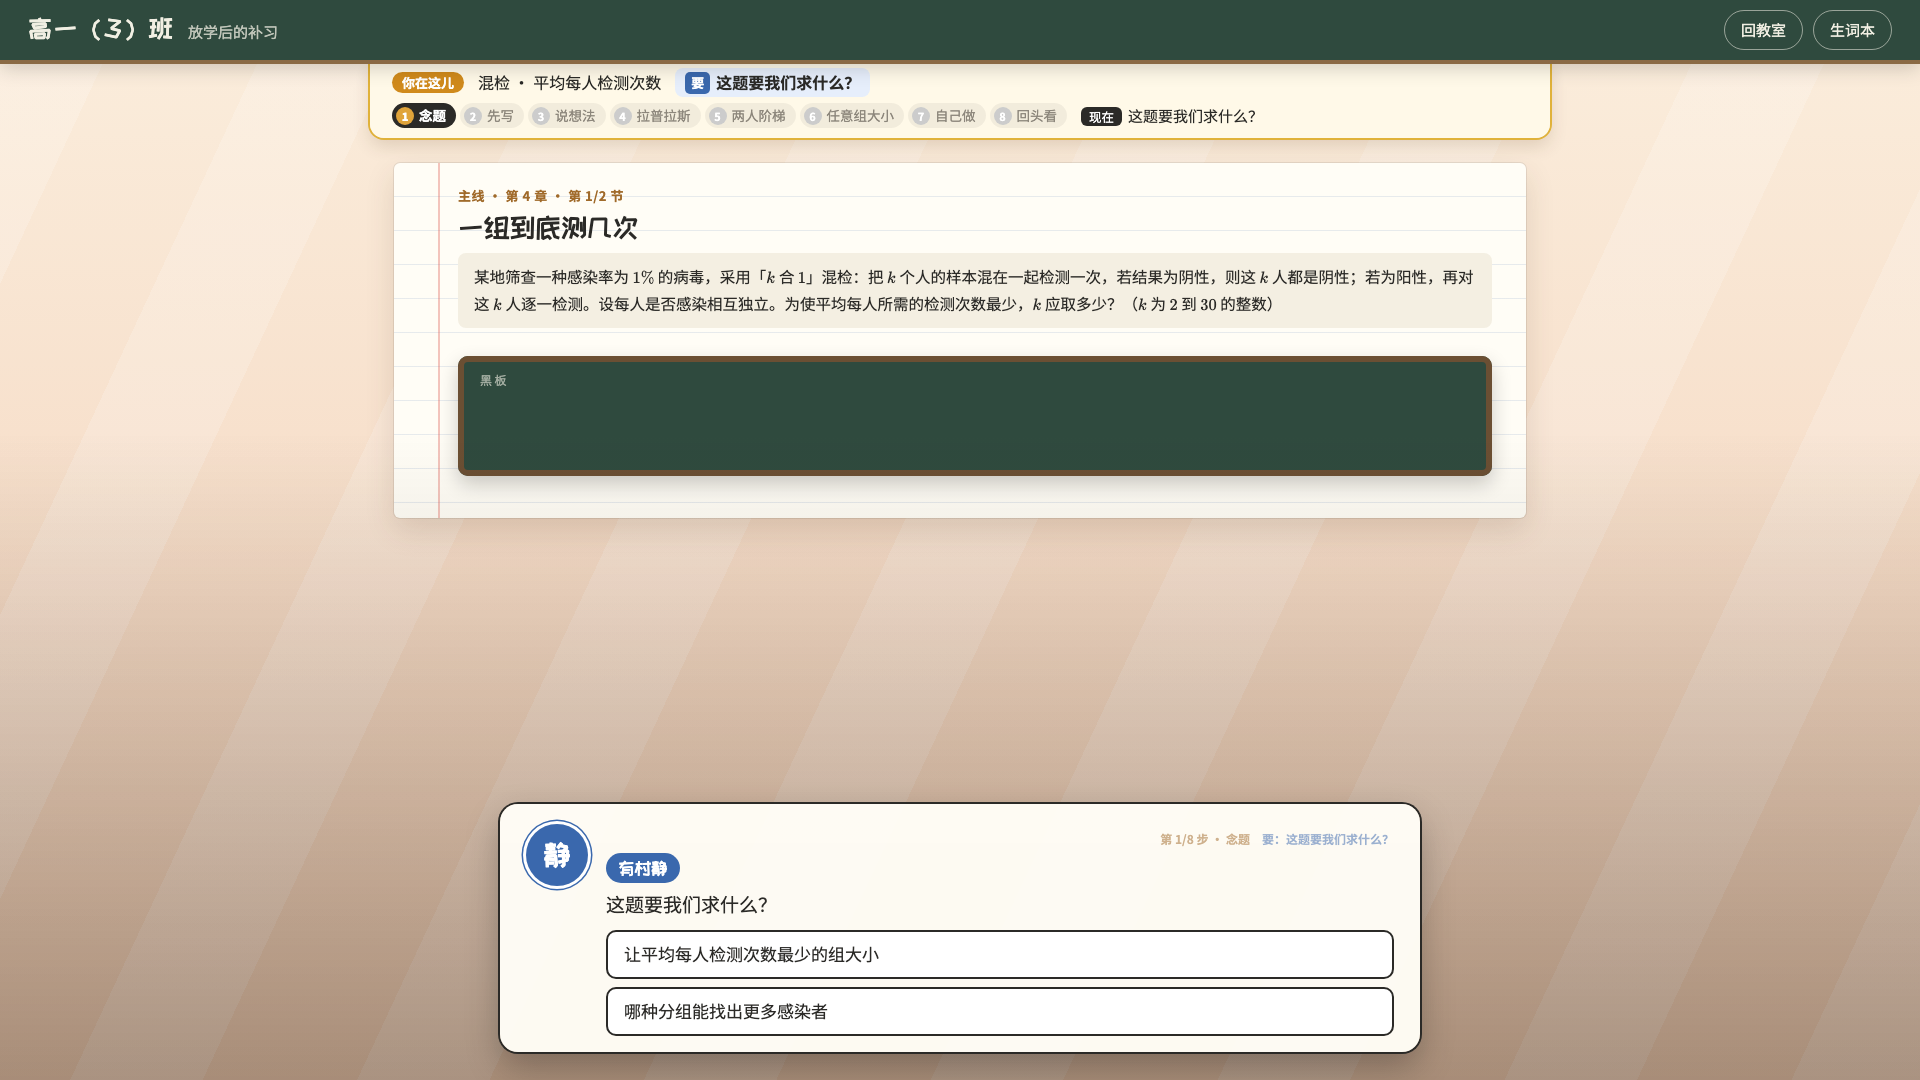 高一（3）班 放学后的补习 回教室 生词本
你在这儿 混检 · 平均每人检测次数 要 这题要我们求什么？
1 念题 2 先写 3 说想法 4 拉普拉斯 5 两人阶梯 6 任意组大小 7 自己做 8 回头看 现在 这题要我们求什么？
主线 · 第 4 章 · 第 1/2 节
一组到底测几次
某地筛查一种感染率为 1% 的病毒，采用「k 合 1」混检：把 k 个人的样本混在一起检测一次，若结果为阴性，则这 k 人都是阴性；若为阳性，再对
这 k 人逐一检测。设每人是否感染相互独立。为使平均每人所需的检测次数最少，k 应取多少？（k 为 2 到 30 的整数）
黑板
第 1/8 步 · 念题 要：这题要我们求什么？
静
有村静
这题要我们求什么？
让平均每人检测次数最少的组大小
哪种分组能找出更多感染者